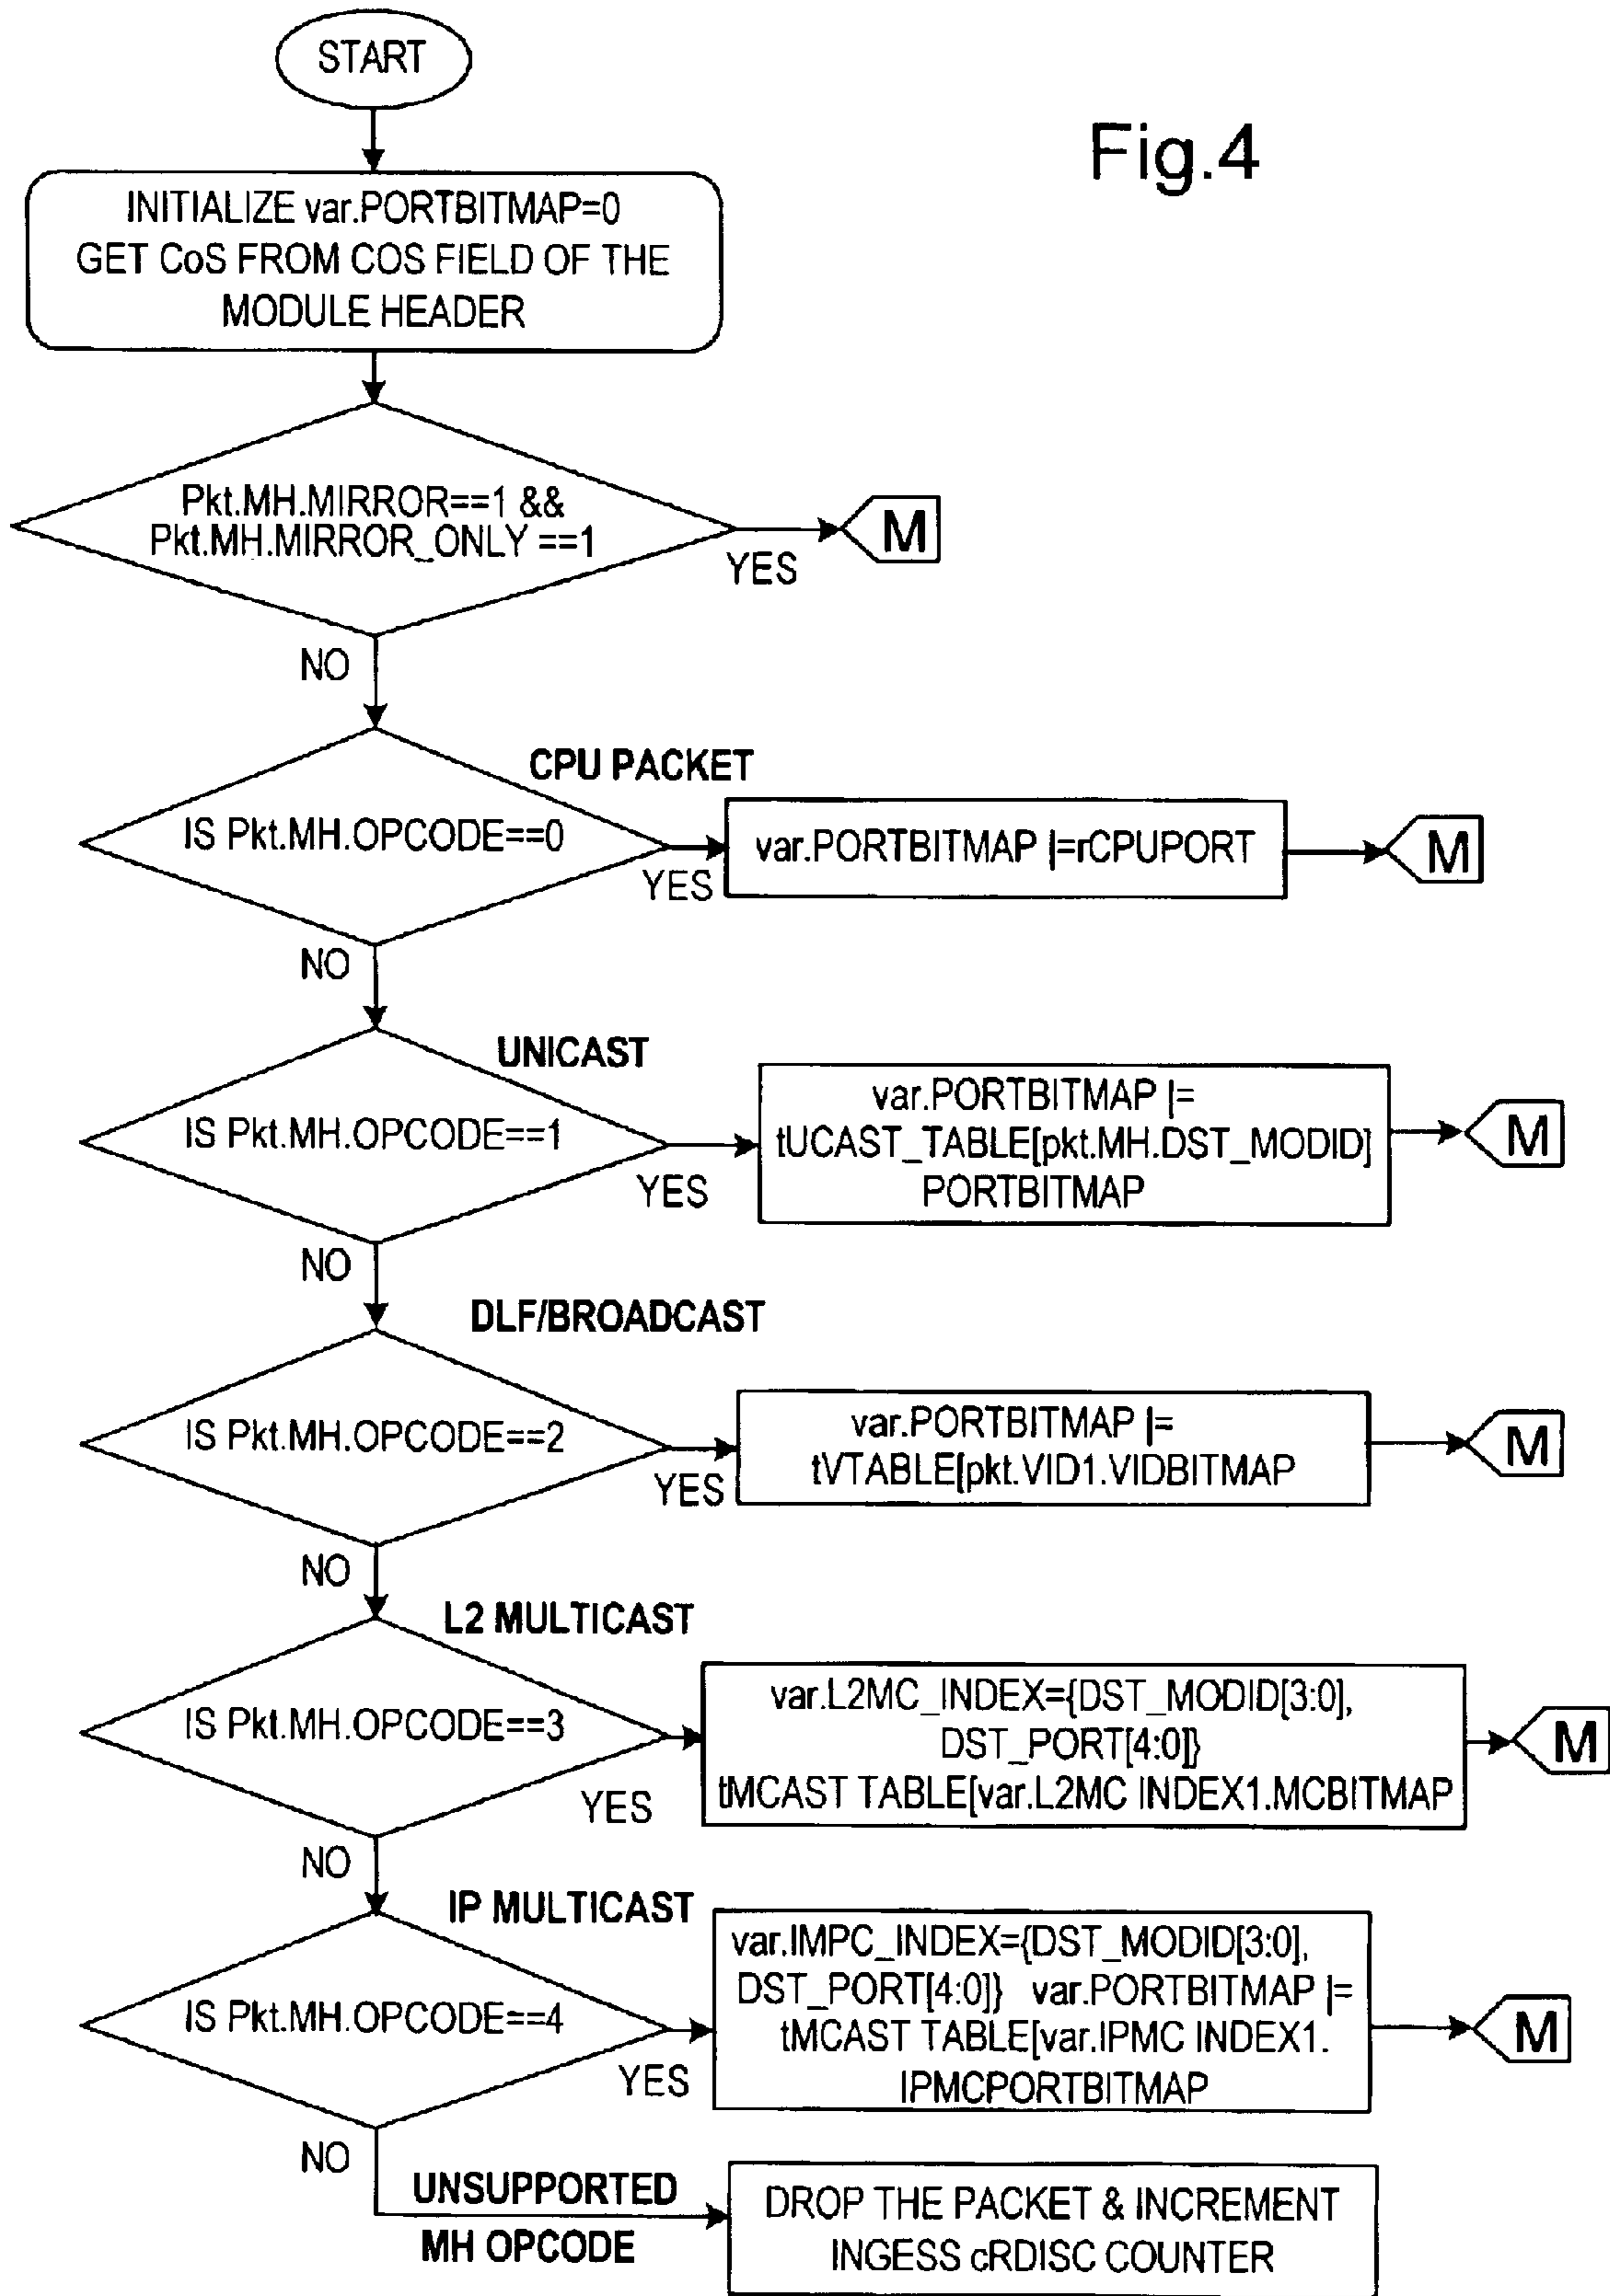 START
Fig.4
INITIALIZE var.PORTBITMAP=0
GET CoS FROM COS FIELD OF THE
MODULE HEADER
Pkt.MH.MIRROR==1 &&
Pkt.MH.MIRROR_ONLY ==1
YES
M
NO
CPU PACKET
IS Pkt.MH.OPCODE==0
YES
var.PORTBITMAP |=rCPUPORT
M
NO
UNICAST
IS Pkt.MH.OPCODE==1
YES
var.PORTBITMAP |=
tUCAST_TABLE[pkt.MH.DST_MODID]
PORTBITMAP
M
NO
DLF/BROADCAST
IS Pkt.MH.OPCODE==2
YES
var.PORTBITMAP |=
tVTABLE[pkt.VID1.VIDBITMAP
M
NO
L2 MULTICAST
IS Pkt.MH.OPCODE==3
YES
var.L2MC_INDEX={DST_MODID[3:0],
DST_PORT[4:0]}
tMCAST TABLE[var.L2MC INDEX1.MCBITMAP
M
NO
IP MULTICAST
IS Pkt.MH.OPCODE==4
YES
var.IMPC_INDEX={DST_MODID[3:0],
DST_PORT[4:0]} var.PORTBITMAP |=
tMCAST TABLE[var.IPMC INDEX1.
IPMCPORTBITMAP
M
NO
UNSUPPORTED
MH OPCODE
DROP THE PACKET & INCREMENT
INGESS cRDISC COUNTER